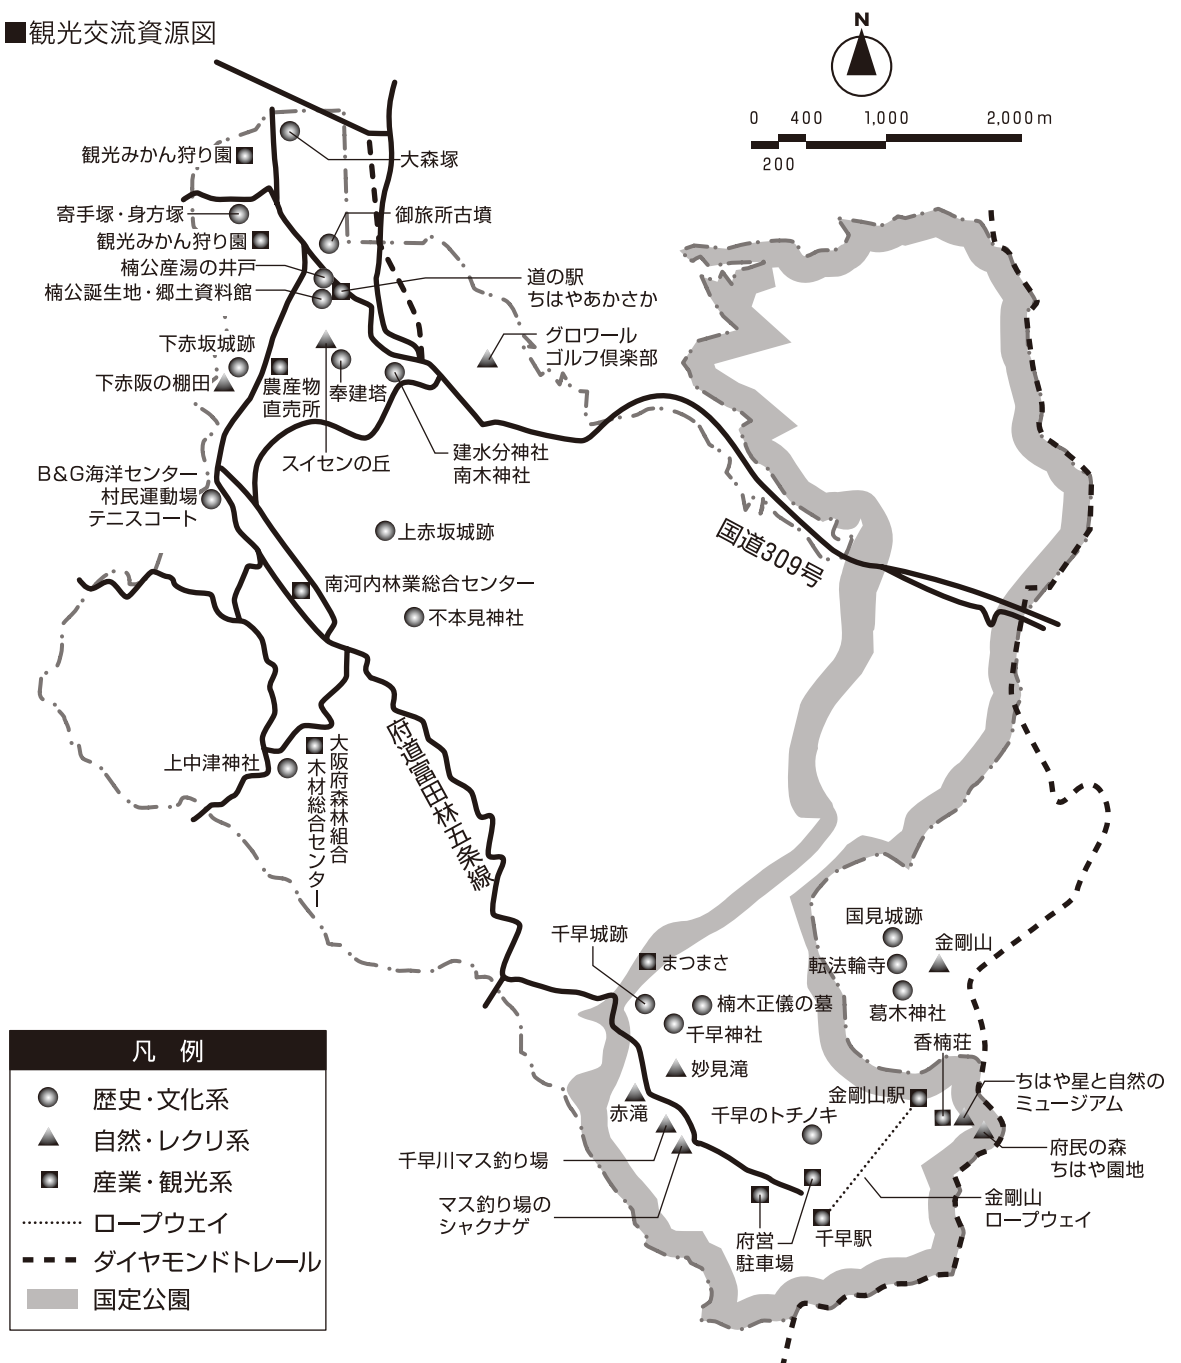 ■観光交流資源図
N
0 400 1,000 2,000m
200
観光みかん狩り園
大森塚
寄手塚・身方塚
御旅所古墳
観光みかん狩り園
楠公産湯の井戸
楠公誕生地・郷土資料館
道の駅
ちはやあかさか
下赤坂城跡
グロワール
ゴルフ倶楽部
下赤阪の棚田
農産物
直売所
奉建塔
スイセンの丘
建水分神社
南木神社
B&G海洋センター
村民運動場
テニスコート
上赤坂城跡
国道309号
南河内林業総合センター
不本見神社
府道富田林五条線
上中津神社
大阪府森林組合
木材総合センター
千早城跡
まつまさ
国見城跡
金剛山
転法輪寺
楠木正儀の墓
葛木神社
千早神社
香楠荘
妙見滝
ちはや星と自然の
ミュージアム
金剛山駅
赤滝
千早のトチノキ
府民の森
ちはや園地
千早川マス釣り場
マス釣り場の
シャクナゲ
金剛山
ロープウェイ
府営
駐車場
千早駅
凡 例
歴史・文化系
自然・レクリ系
産業・観光系
ロープウェイ
ダイヤモンドトレール
国定公園